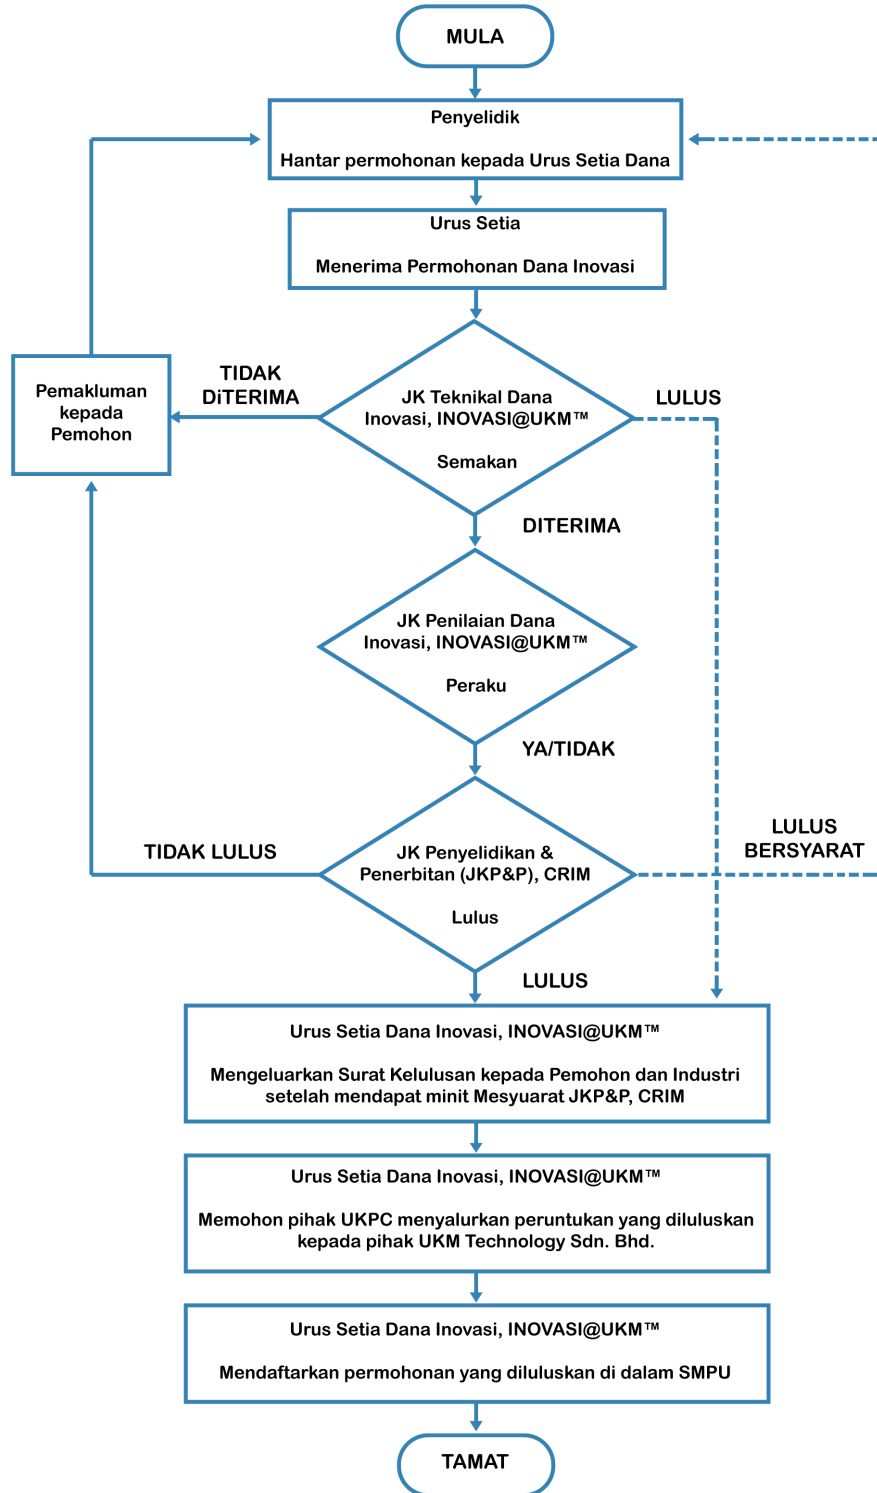 MULA
Penyelidik
Hantar permohonan kepada Urus Setia Dana
Urus Setia
Menerima Permohonan Dana Inovasi
TIDAK
DiTERIMA
Pemakluman
kepada
Pemohon
JK Teknikal Dana
Inovasi, INOVASI@UKM™
Semakan
LULUS
DITERIMA
JK Penilaian Dana
Inovasi, INOVASI@UKM™
Peraku
YA/TIDAK
TIDAK LULUS
JK Penyelidikan &
Penerbitan (JKP&P), CRIM
Lulus
LULUS
BERSYARAT
LULUS
Urus Setia Dana Inovasi, INOVASI@UKM™
Mengeluarkan Surat Kelulusan kepada Pemohon dan Industri
setelah mendapat minit Mesyuarat JKP&P, CRIM
Urus Setia Dana Inovasi, INOVASI@UKM™
Memohon pihak UKPC menyalurkan peruntukan yang diluluskan
kepada pihak UKM Technology Sdn. Bhd.
Urus Setia Dana Inovasi, INOVASI@UKM™
Mendaftarkan permohonan yang diluluskan di dalam SMPU
TAMAT